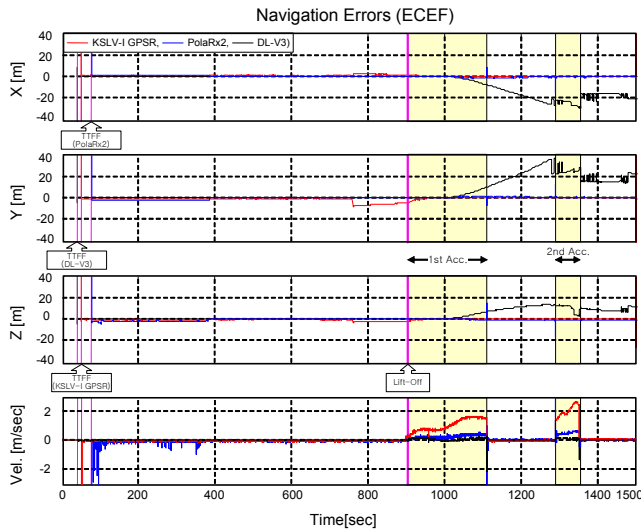 Navigation Errors (ECEF)
KSLV-I GPSR, PolaRx2, DL-V3)
X [m]
40
20
0
-20
-40
TTFF
(PolaRx2)
Y [m]
40
20
0
-20
-40
TTFF
(DL-V3)
1st Acc.
2nd Acc.
Z [m]
40
20
0
-20
-40
TTFF
(KSLV-I GPSR)
Lift-Off
Vel. [m/sec]
2
0
-2
0 200 400 600 800 1000 1200 1400 1500
Time[sec]